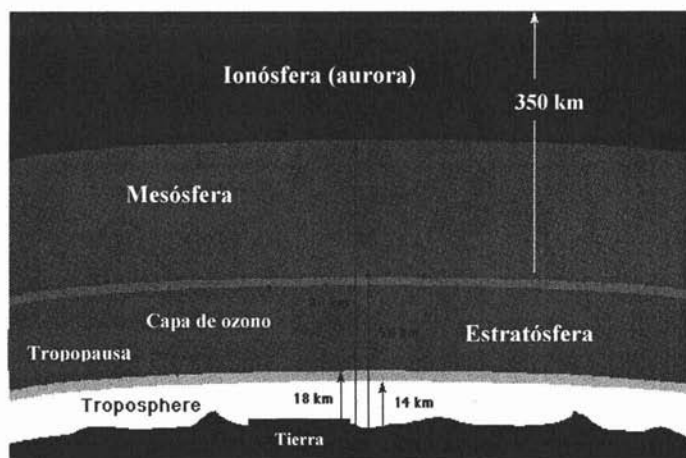 Ionósfera (aurora)
350 km
Mesósfera
Capa de ozono
Estratósfera
Tropopausa
18 km
14 km
Troposphere
Tierra